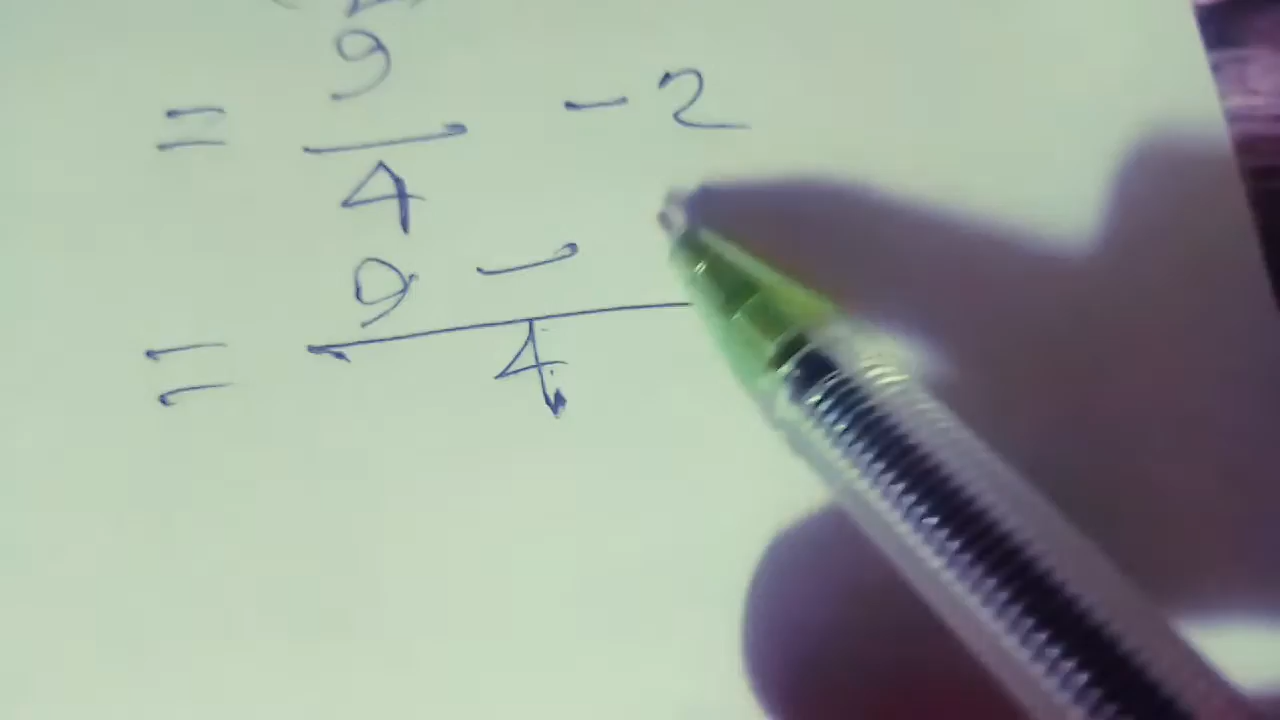 = 9/4 - 2
= 9 - /4